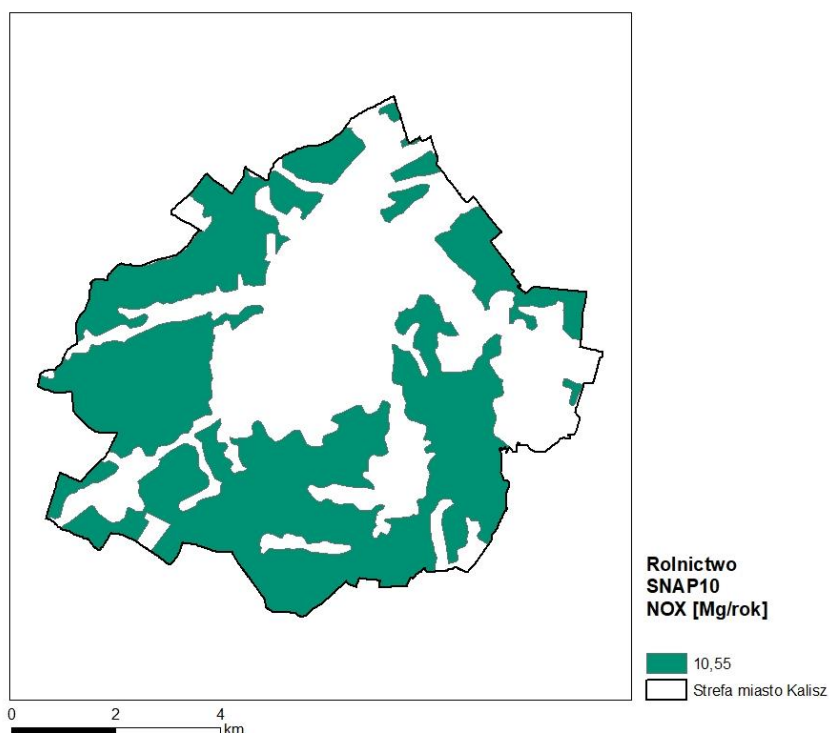 Rolnictwo
SNAP10
NOX [Mg/rok]
10,55
Strefa miasto Kalisz
0 2 4
km